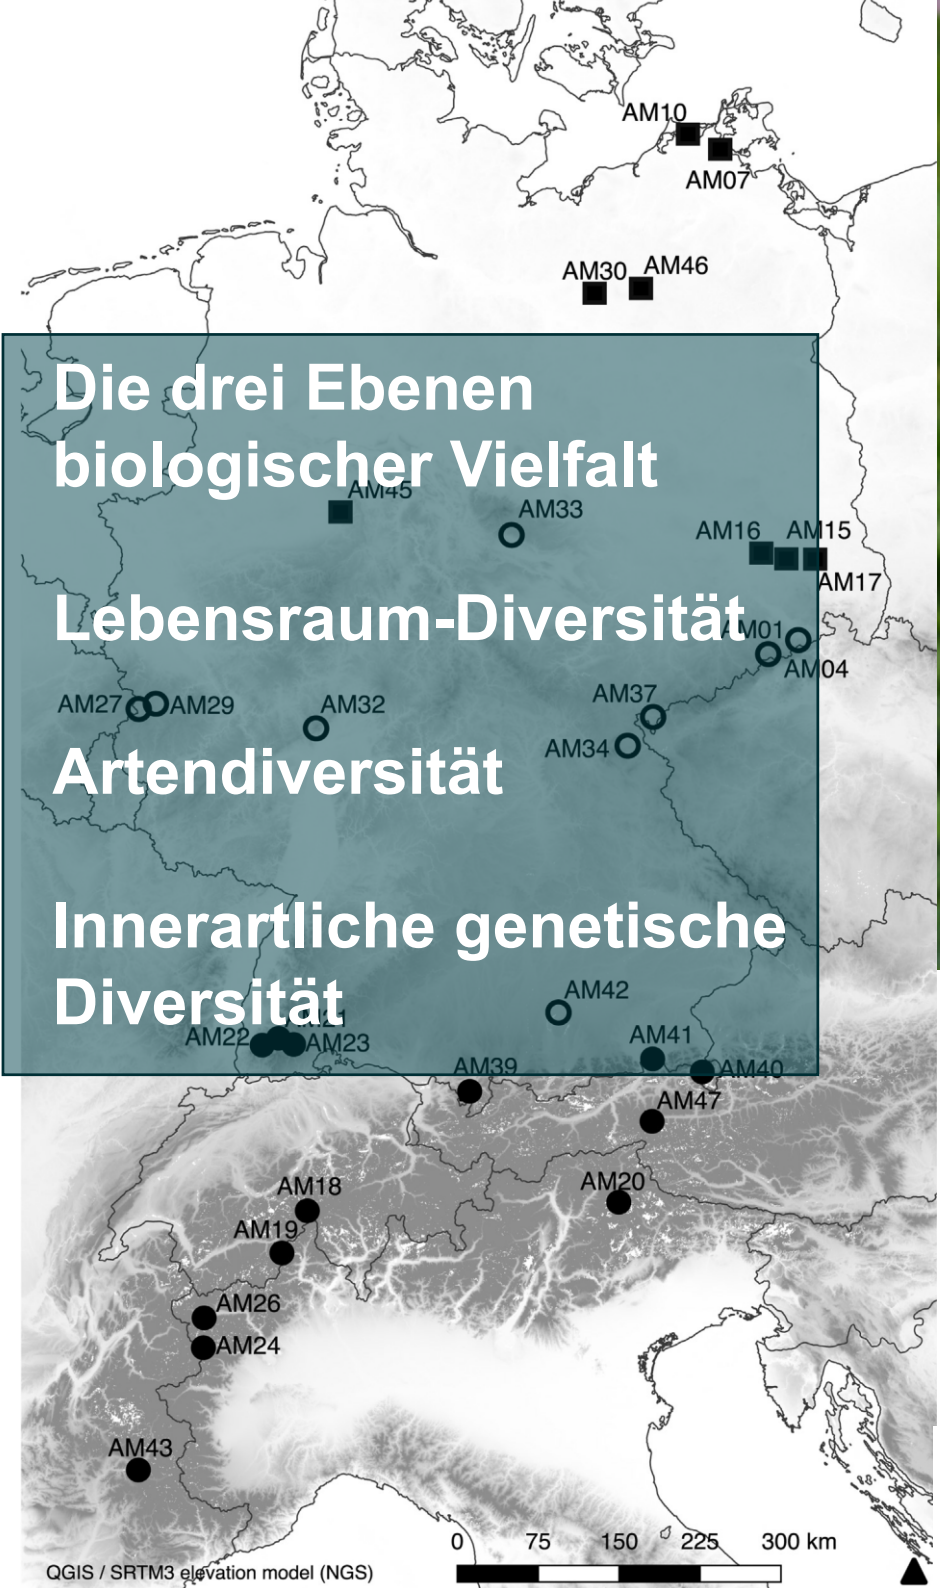 AM10
AM07
AM30
AM46
Die drei Ebenen
biologischer Vielfalt
AM45
AM33
AM16
AM15
AM17
Lebensraum-Diversität
AM01
AM04
AM27
AM29
AM32
AM37
AM34
Artendiversität
Innerartliche genetische
Diversität
AM42
AM21
AM22
AM23
AM41
AM39
AM40
AM47
AM18
AM20
AM19
AM26
AM24
AM43
0 75 150 225 300 km
QGIS / SRTM3 elevation model (NGS)